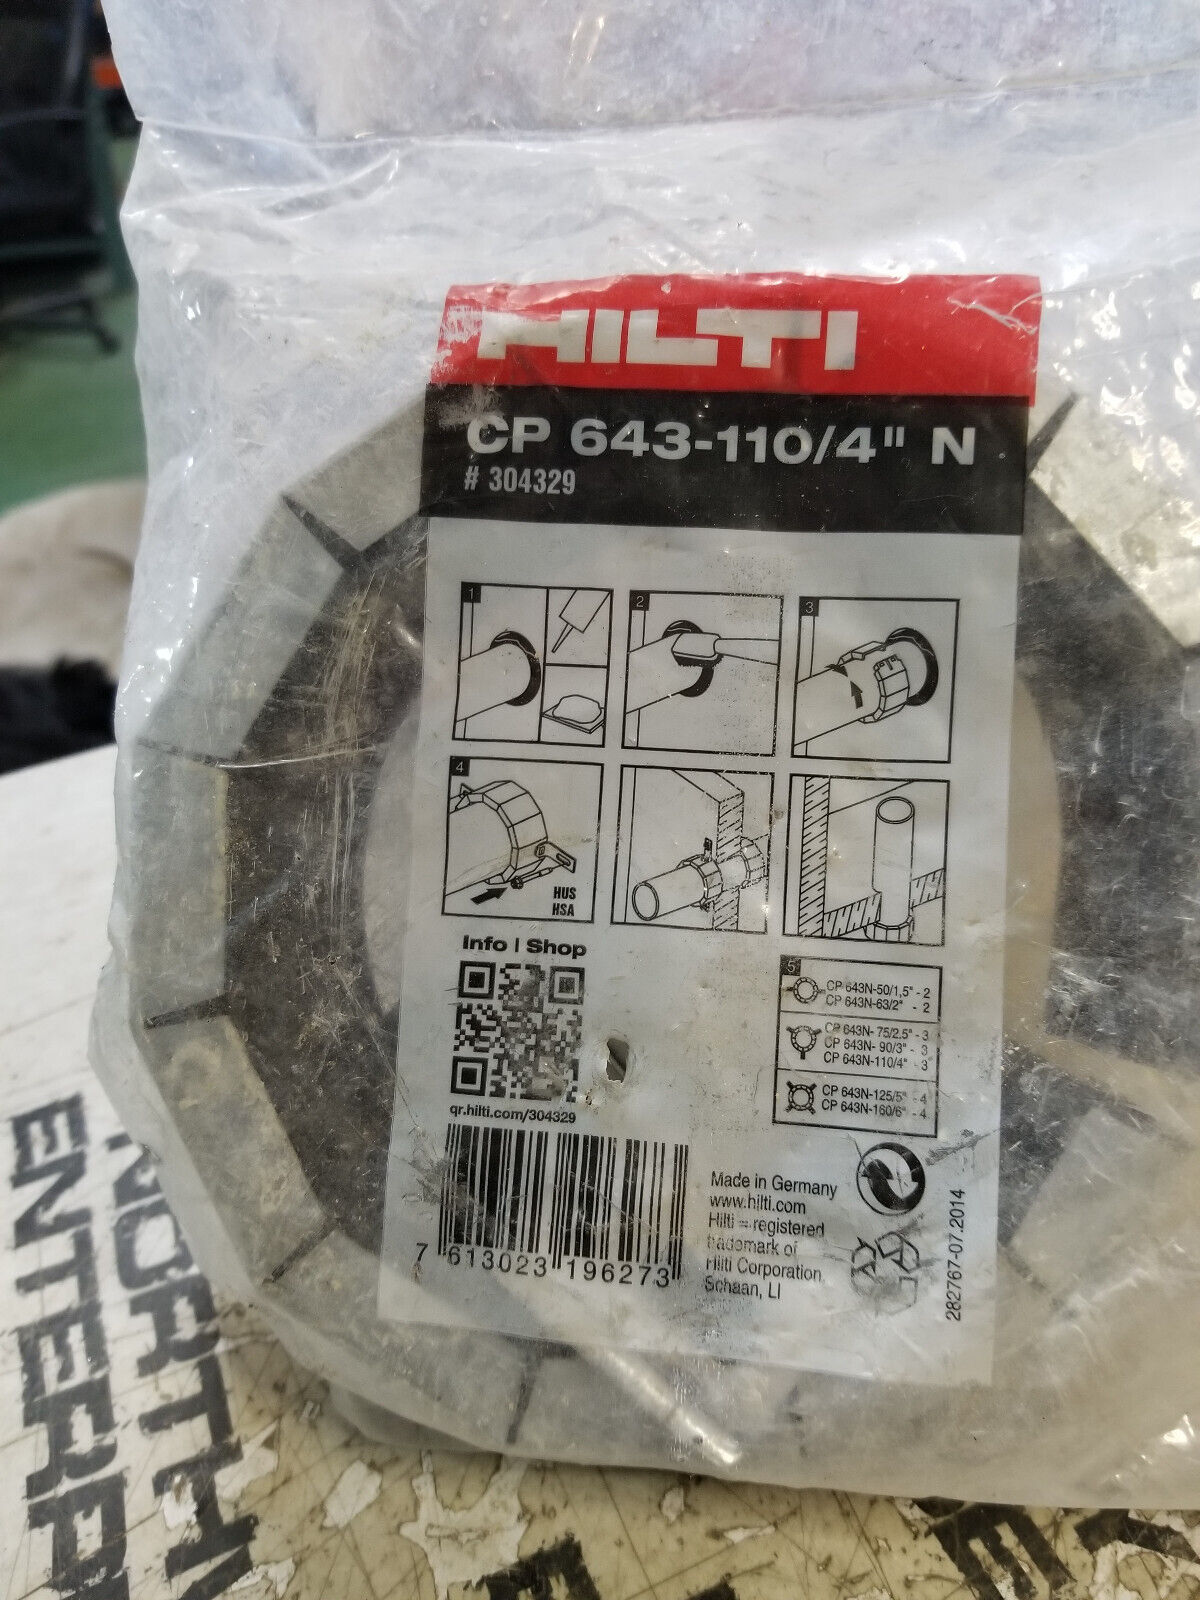 HILTI
CP 643-110/4" N
# 304329
1
2
3
4
HUS
HSA
Info | Shop
qr.hilti.com/304329
5
CP 643N-50/1,5" - 2
CP 643N-63/2" - 2
CP 643N- 75/2.5" - 3
CP 643N- 90/3" - 3
CP 643N-110/4" - 3
CP 643N-125/5" - 4
CP 643N-160/6" - 4
7 613023 196273
Made in Germany
www.hilti.com
Hilti = registered
trademark of
Hilti Corporation
Schaan, LI
282767-07.2014
NORTH
ENTERP